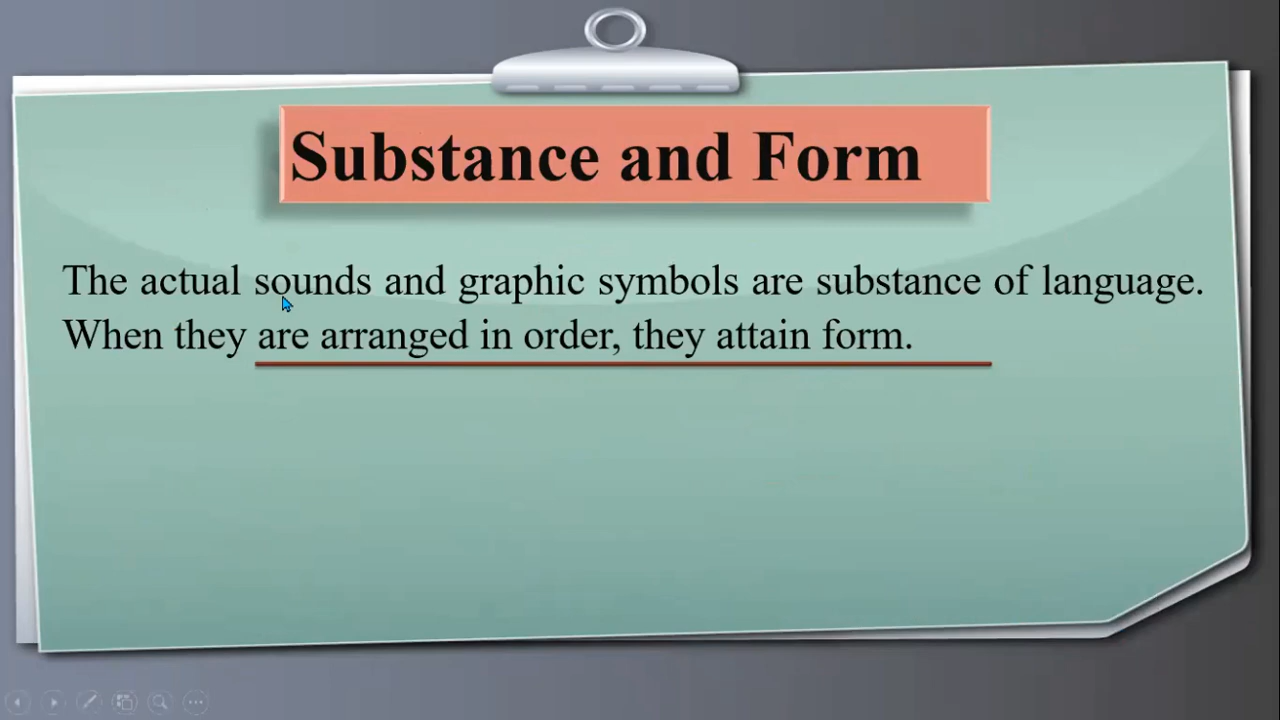 Substance and Form
The actual sounds and graphic symbols are substance of language.
When they are arranged in order, they attain form.